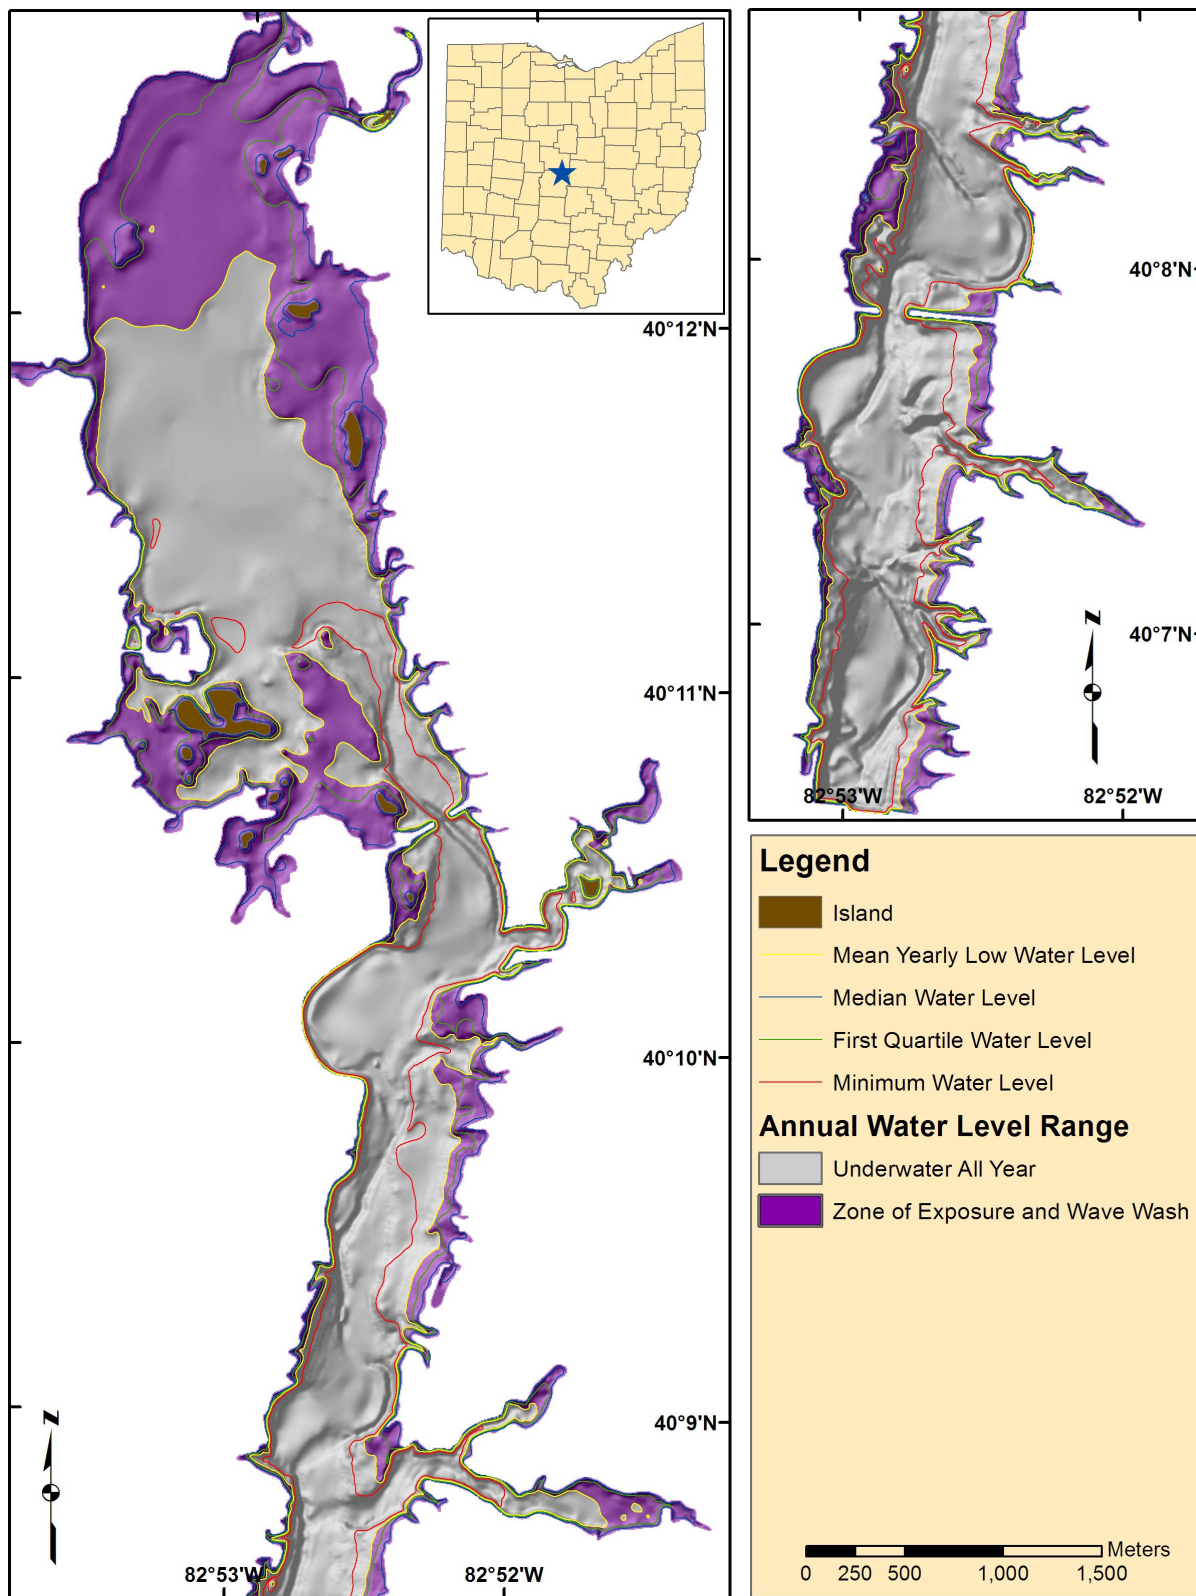 40°12'N
40°11'N
40°10'N
40°9'N
82°53'W
82°52'W
N
40°8'N
40°7'N
N
82°53'W
82°52'W
Legend
Island
Mean Yearly Low Water Level
Median Water Level
First Quartile Water Level
Minimum Water Level
Annual Water Level Range
Underwater All Year
Zone of Exposure and Wave Wash
Meters
0 250 500 1,000 1,500